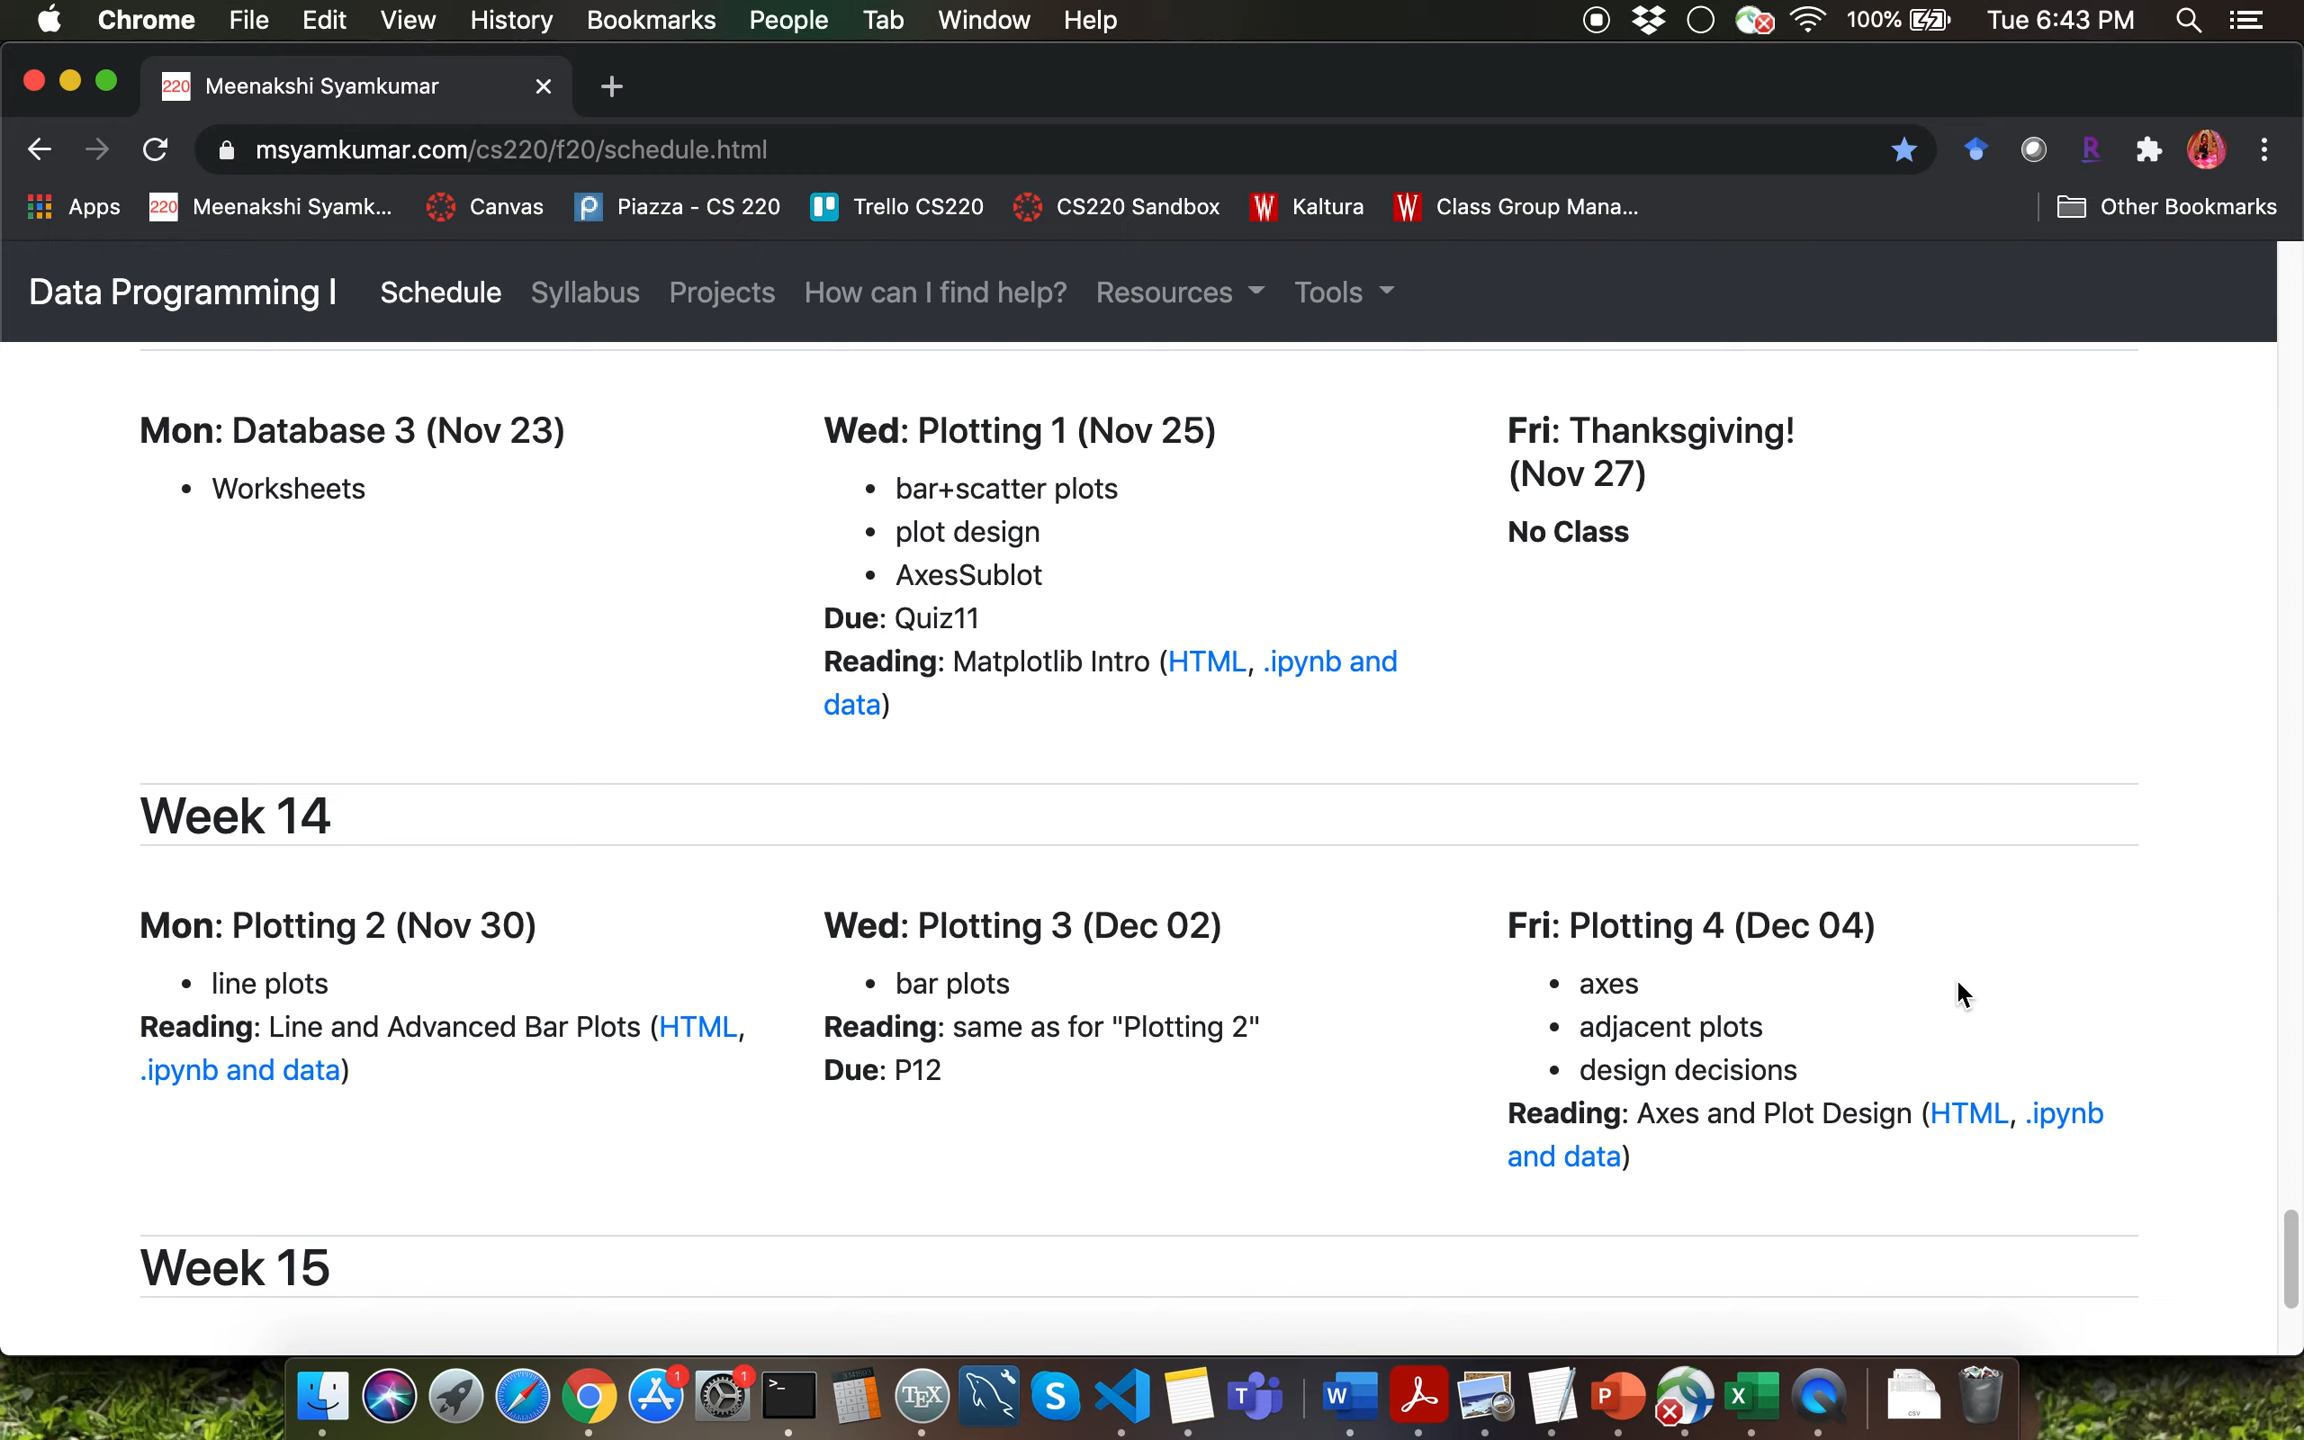 Chrome File Edit View History Bookmarks People Tab Window Help 100% Tue 6:43 PM
220 Meenakshi Syamkumar
msyamkumar.com/cs220/f20/schedule.html R
Apps 220 Meenakshi Syamk... Canvas Piazza - CS 220 Trello CS220 CS220 Sandbox W Kaltura W Class Group Mana... Other Bookmarks
Data Programming I Schedule Syllabus Projects How can I find help? Resources Tools
Mon: Database 3 (Nov 23)
• Worksheets
Wed: Plotting 1 (Nov 25)
• bar+scatter plots
• plot design
• AxesSublot
Due: Quiz11
Reading: Matplotlib Intro (HTML, .ipynb and
data)
Fri: Thanksgiving!
(Nov 27)
No Class
Week 14
Mon: Plotting 2 (Nov 30)
• line plots
Reading: Line and Advanced Bar Plots (HTML,
.ipynb and data)
Wed: Plotting 3 (Dec 02)
• bar plots
Reading: same as for "Plotting 2"
Due: P12
Fri: Plotting 4 (Dec 04)
• axes
• adjacent plots
• design decisions
Reading: Axes and Plot Design (HTML, .ipynb
and data)
Week 15
1 1 >_ TEX S T W P X CSV